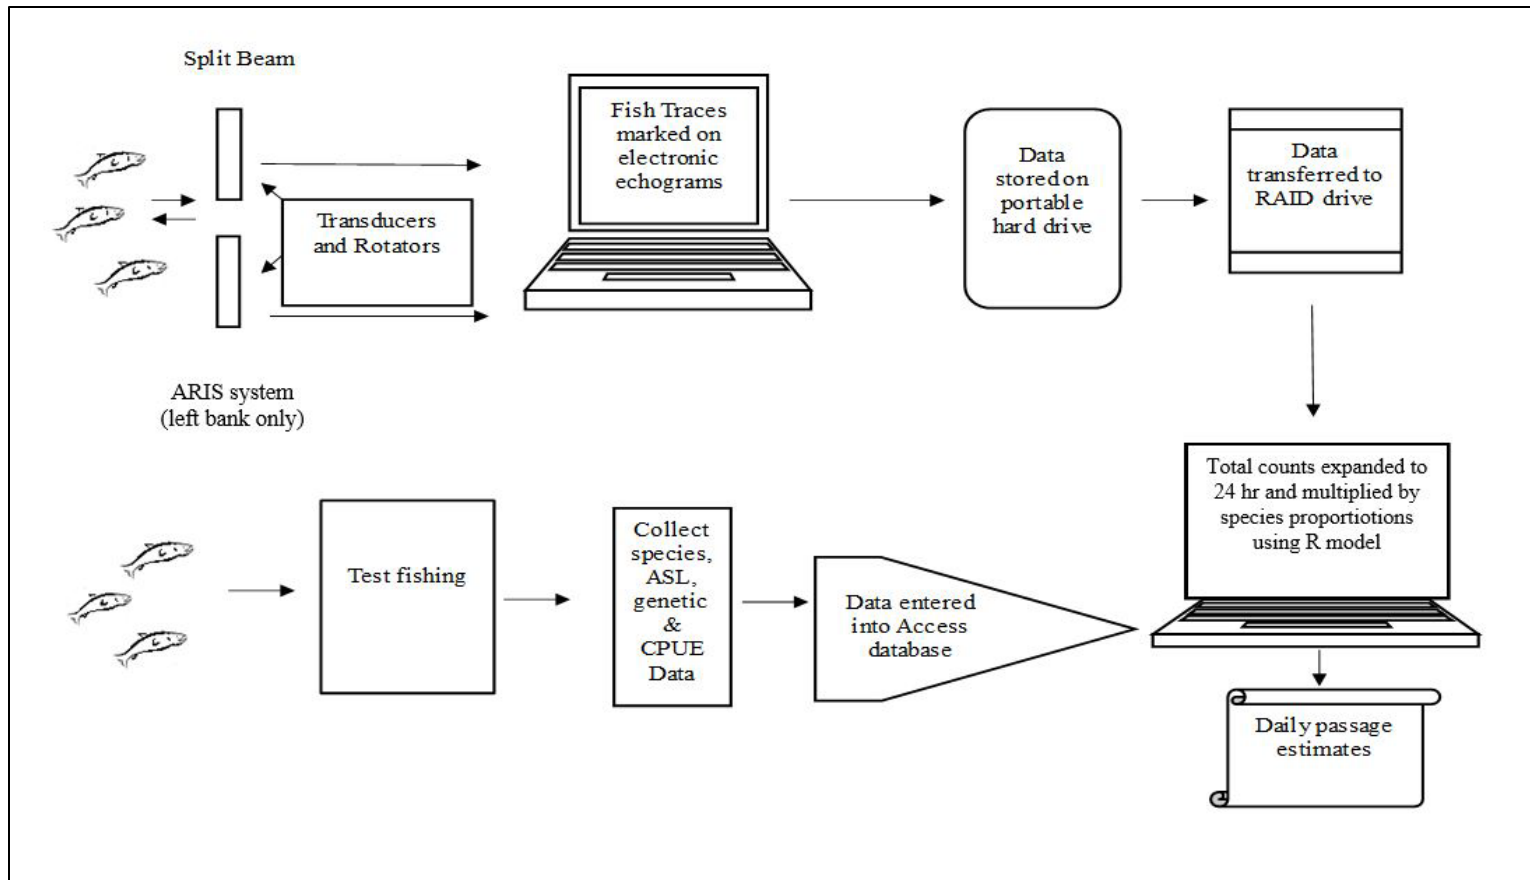 Split Beam
Fish Traces
marked on
electronic
echograms
Data
stored on
portable
hard drive
Data
transferred to
RAID drive
Transducers
and Rotators
ARIS system
(left bank only)
Total counts expanded to
24 hr and multiplied by
species proportiotions
using R model
Test fishing
Collect
species,
ASL,
genetic
&
CPUE
Data
Data entered
into Access
database
Daily passage
estimates